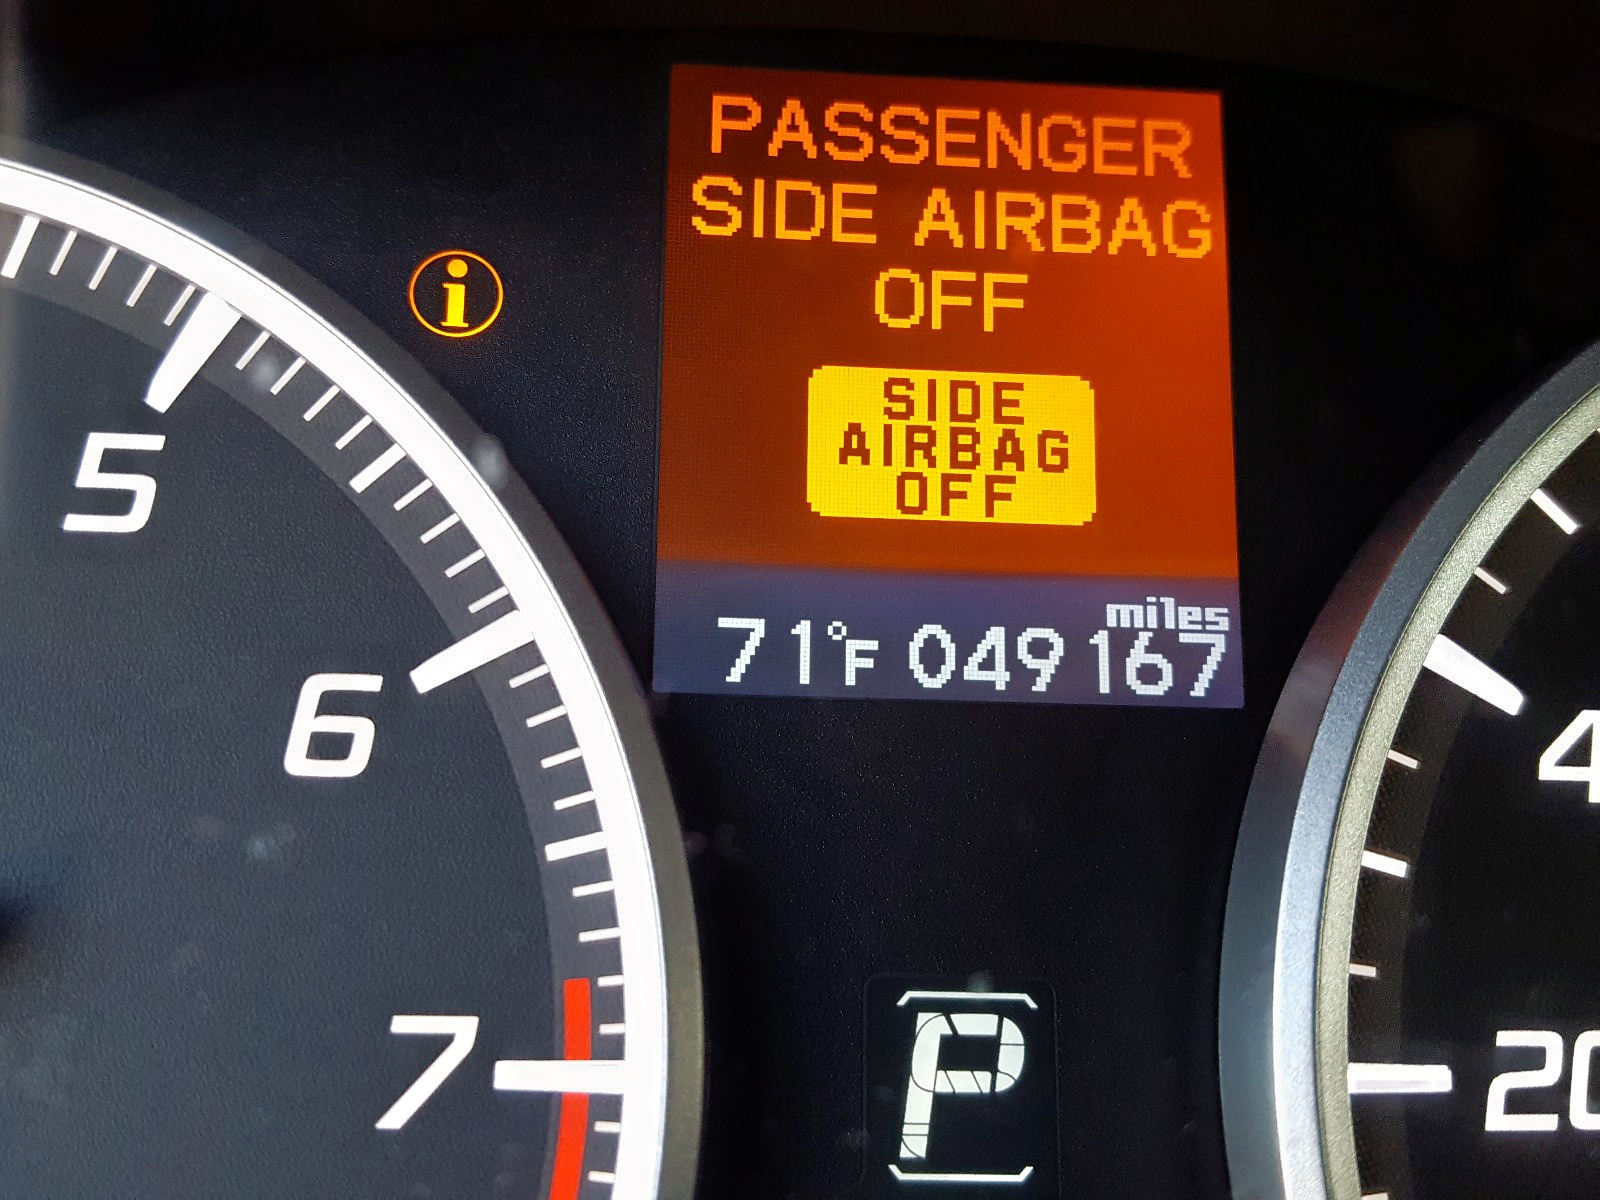 PASSENGER
SIDE AIRBAG
OFF
i
SIDE
AIRBAG
OFF
miles
71°F 049167
5
6
7
P
4
20